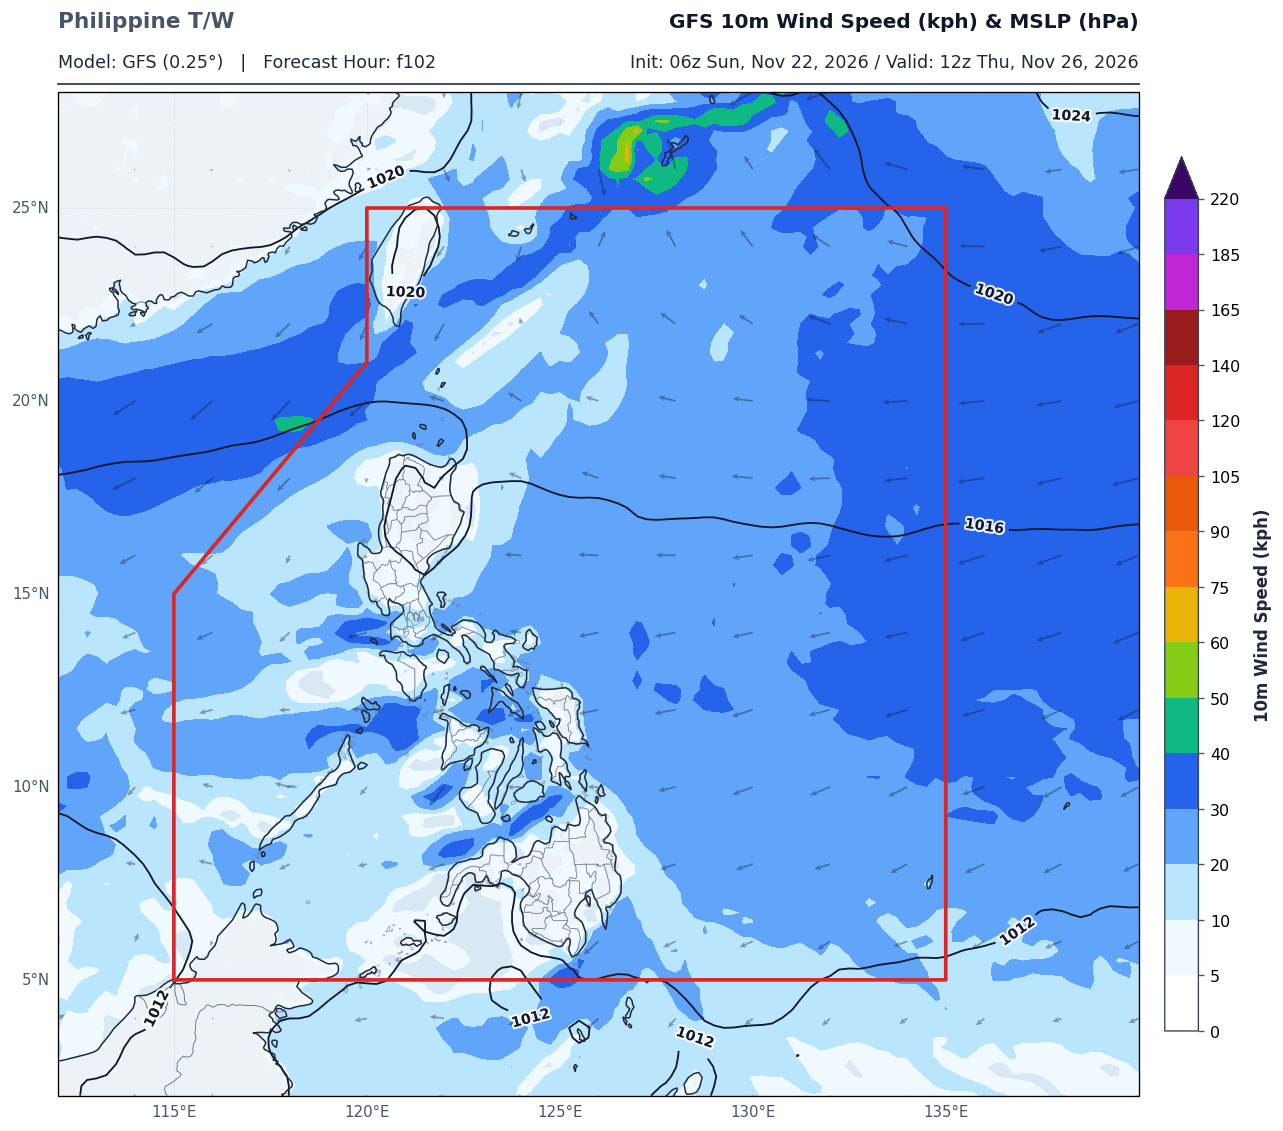 Philippine T/W
GFS 10m Wind Speed (kph) & MSLP (hPa)
Model: GFS (0.25°) | Forecast Hour: f102
Init: 06z Sun, Nov 22, 2026 / Valid: 12z Thu, Nov 26, 2026
1024
1020
1020
1020
1016
1012
1012
1012
1012
25°N
20°N
15°N
10°N
5°N
115°E
120°E
125°E
130°E
135°E
220
185
165
140
120
105
90
75
60
50
40
30
20
10
5
0
10m Wind Speed (kph)